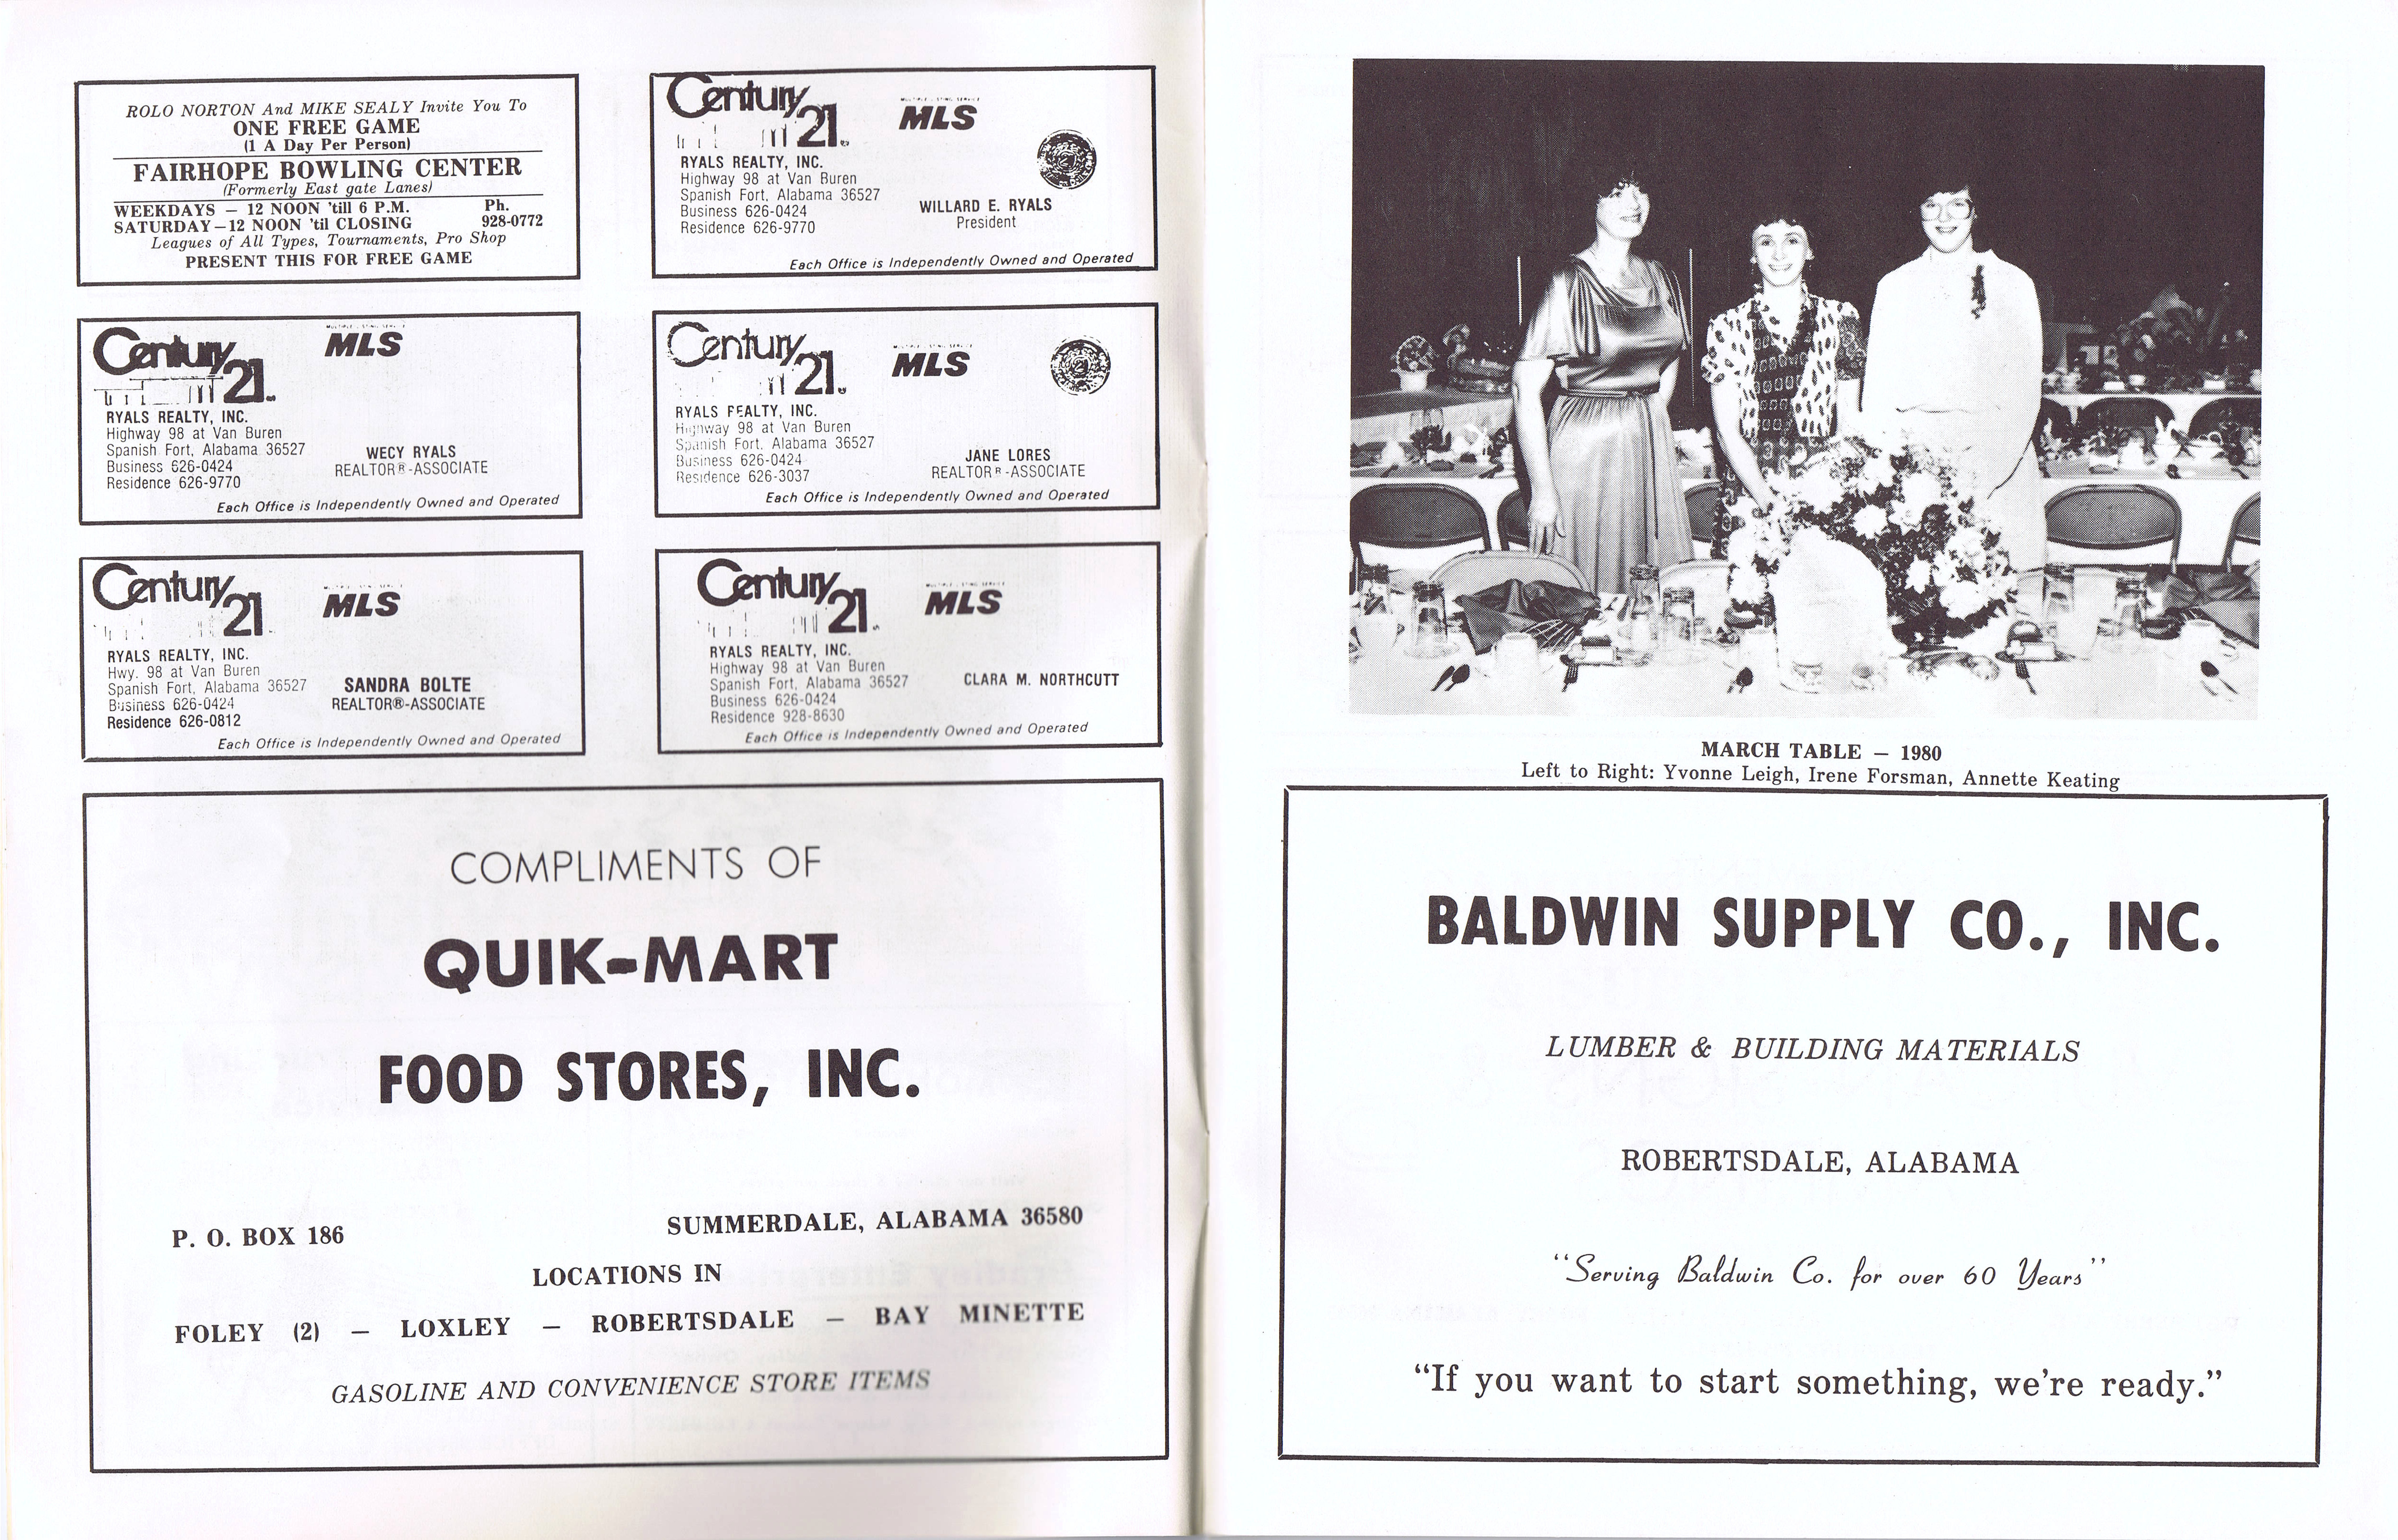 ROLO NORTON And MIKE SEALY Invite You To
ONE FREE GAME
(1 A Day Per Person)
FAIRHOPE BOWLING CENTER
(Formerly East gate Lanes)
WEEKDAYS — 12 NOON 'till 6 P.M. Ph.
SATURDAY—12 NOON 'til CLOSING 928-0772
Leagues of All Types, Tournaments, Pro Shop
PRESENT THIS FOR FREE GAME
Century 21.
MLS
RYALS REALTY, INC.
Highway 98 at Van Buren
Spanish Fort, Alabama 36527
Business 626-0424
Residence 626-9770
WILLARD E. RYALS
President
Each Office is Independently Owned and Operated
Century 21.
MULTIPLE LISTING SERVICE
MLS
RYALS REALTY, INC.
Highway 98 at Van Buren
Spanish Fort, Alabama 36527
Business 626-0424
Residence 626-9770
WECY RYALS
REALTOR®-ASSOCIATE
Each Office is Independently Owned and Operated
Century 21.
MLS
RYALS REALTY, INC.
Highway 98 at Van Buren
Spanish Fort, Alabama 36527
Business 626-0424
Residence 626-3037
JANE LORES
REALTOR®-ASSOCIATE
Each Office is Independently Owned and Operated
Century 21.
MLS
RYALS REALTY, INC.
Hwy. 98 at Van Buren
Spanish Fort, Alabama 36527
Business 626-0424
Residence 626-0812
SANDRA BOLTE
REALTOR®-ASSOCIATE
Each Office is Independently Owned and Operated
Century 21.
MLS
RYALS REALTY, INC.
Highway 98 at Van Buren
Spanish Fort, Alabama 36527
Business 626-0424
Residence 928-8630
CLARA M. NORTHCUTT
Each Office is Independently Owned and Operated
COMPLIMENTS OF
QUIK-MART
FOOD STORES, INC.
P. O. BOX 186 SUMMERDALE, ALABAMA 36580
LOCATIONS IN
FOLEY (2) — LOXLEY — ROBERTSDALE — BAY MINETTE
GASOLINE AND CONVENIENCE STORE ITEMS
MARCH TABLE — 1980
Left to Right: Yvonne Leigh, Irene Forsman, Annette Keating
BALDWIN SUPPLY CO., INC.
LUMBER & BUILDING MATERIALS
ROBERTSDALE, ALABAMA
"Serving Baldwin Co. for over 60 Years"
"If you want to start something, we're ready."